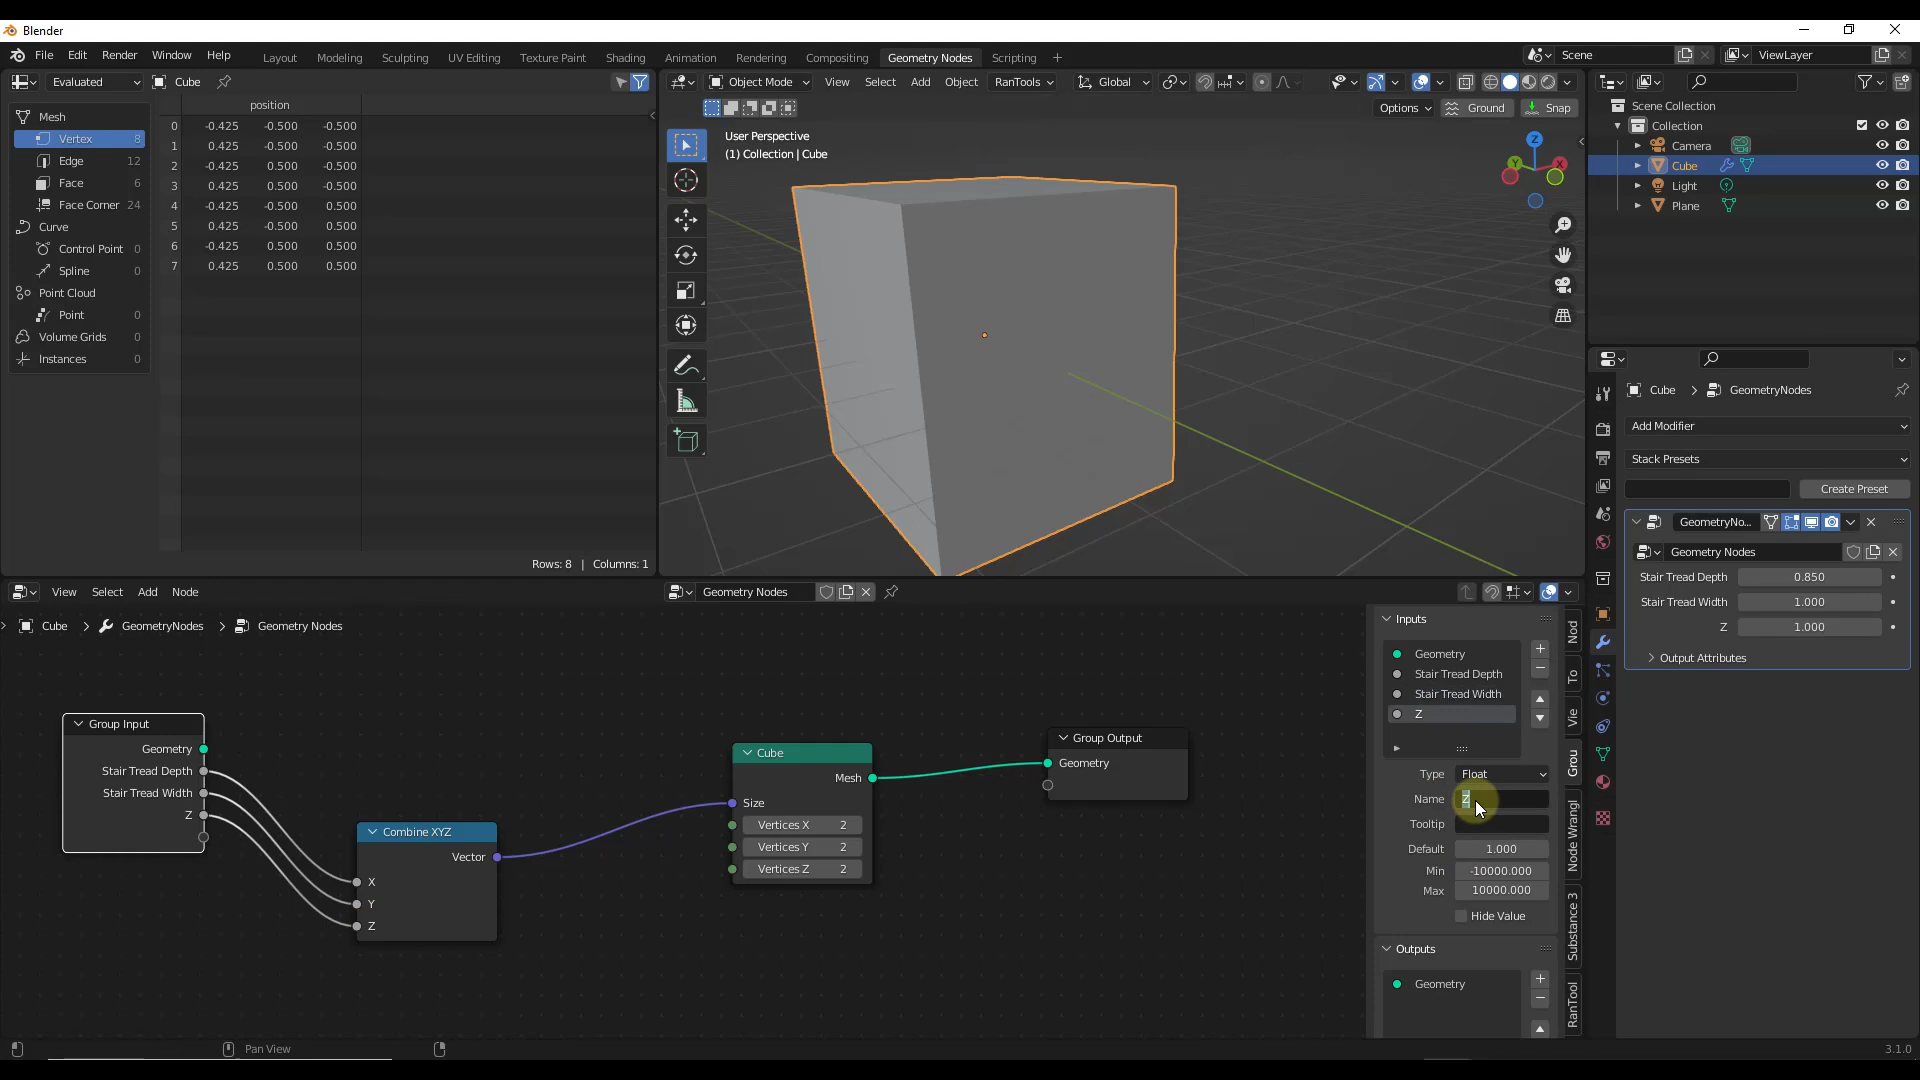 Blender
File Edit Render Window Help Layout Modeling Sculpting UV Editing Texture Paint Shading Animation Rendering Compositing Geometry Nodes Scripting + Scene ViewLayer
Evaluated Cube
Object Mode View Select Add Object RanTools Global
Options Ground Snap
position
Mesh
Vertex 8
Edge 12
Face 6
Face Corner 24
Curve
Control Point 0
Spline 0
Point Cloud
Point 0
Volume Grids 0
Instances 0
0 -0.425 -0.500 -0.500
1 0.425 -0.500 -0.500
2 -0.425 0.500 -0.500
3 0.425 0.500 -0.500
4 -0.425 -0.500 0.500
5 0.425 -0.500 0.500
6 -0.425 0.500 0.500
7 0.425 0.500 0.500
Rows: 8 | Columns: 1
User Perspective
(1) Collection | Cube
Z
Y X
Scene Collection
Collection
Camera
Cube
Light
Plane
Cube > GeometryNodes
Add Modifier
Stack Presets
Create Preset
GeometryNo...
Geometry Nodes
Stair Tread Depth 0.850
Stair Tread Width 1.000
Z 1.000
> Output Attributes
View Select Add Node Geometry Nodes
> Cube > GeometryNodes > Geometry Nodes
Group Input
Geometry
Stair Tread Depth
Stair Tread Width
Z
Combine XYZ
Vector
X
Y
Z
Cube
Mesh
Size
Vertices X 2
Vertices Y 2
Vertices Z 2
Group Output
Geometry
Inputs
Geometry
Stair Tread Depth
Stair Tread Width
Z
Type Float
Name Z
Tooltip
Default 1.000
Min -10000.000
Max 10000.000
Hide Value
Outputs
Geometry
Nod
To
Vie
Grou
Node Wrangl
Substance 3
RanTool
Pan View
3.1.0